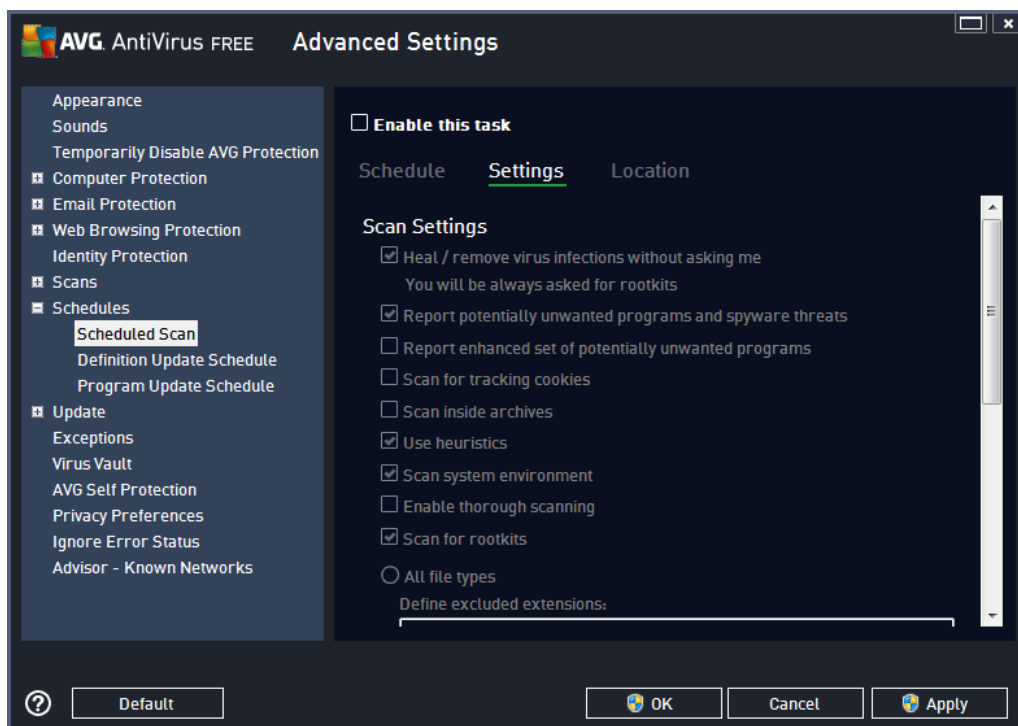 AVG. AntiVirus FREE Advanced Settings
Appearance
Sounds
Temporarily Disable AVG Protection
Computer Protection
Email Protection
Web Browsing Protection
Identity Protection
Scans
Schedules
Scheduled Scan
Definition Update Schedule
Program Update Schedule
Update
Exceptions
Virus Vault
AVG Self Protection
Privacy Preferences
Ignore Error Status
Advisor - Known Networks
Enable this task
Schedule Settings Location
Scan Settings
Heal / remove virus infections without asking me
You will be always asked for rootkits
Report potentially unwanted programs and spyware threats
Report enhanced set of potentially unwanted programs
Scan for tracking cookies
Scan inside archives
Use heuristics
Scan system environment
Enable thorough scanning
Scan for rootkits
All file types
Define excluded extensions:
? Default OK Cancel Apply